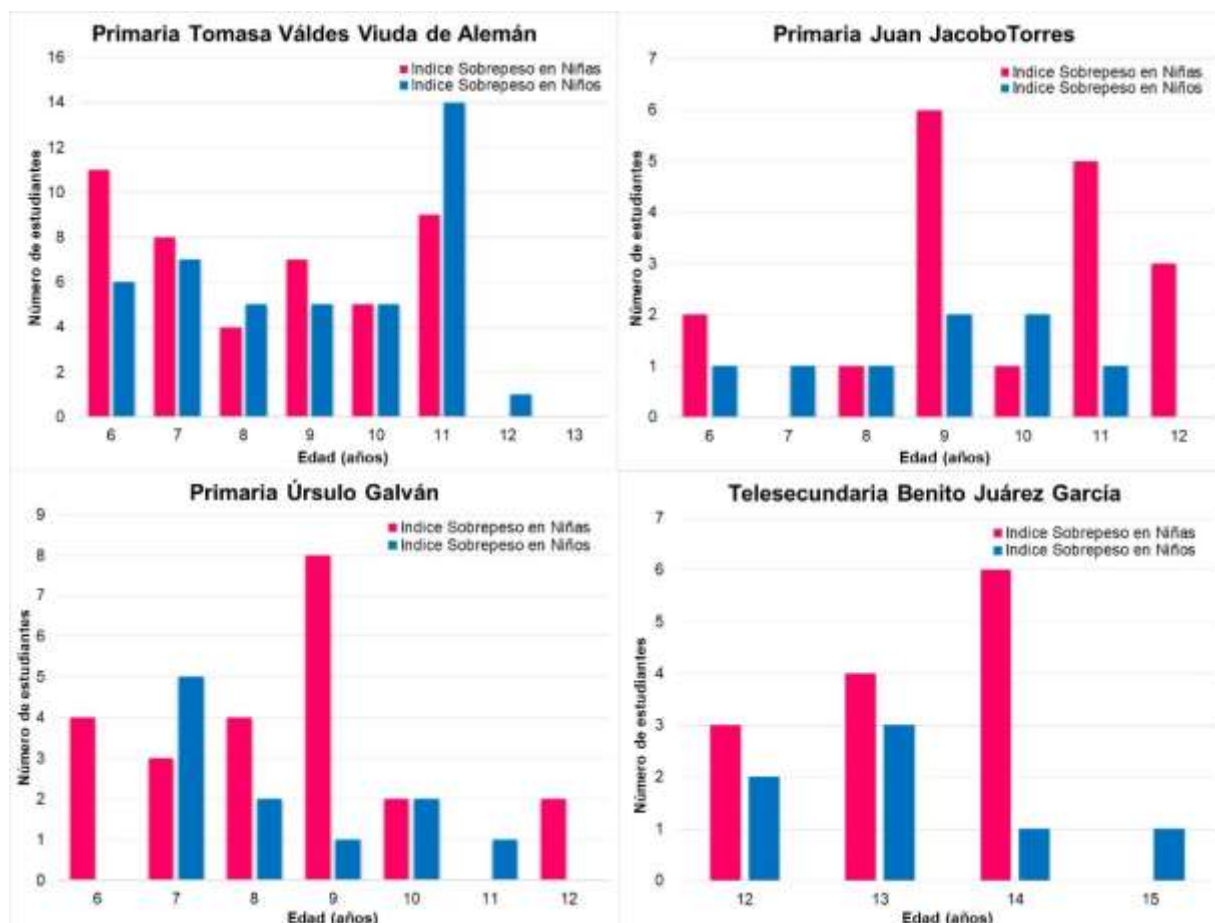 Primaria Tomasa Váldes Viuda de Alemán
16
14
12
10
8
6
4
2
0
Número de estudiantes
Indice Sobrepeso en Niñas
Indice Sobrepeso en Niños
6 7 8 9 10 11 12 13
Edad (años)
Primaria Juan JacoboTorres
7
6
5
4
3
2
1
0
Número de estudiantes
Indice Sobrepeso en Niñas
Indice Sobrepeso en Niños
6 7 8 9 10 11 12
Edad (años)
Primaria Úrsulo Galván
9
8
7
6
5
4
3
2
1
0
Número de estudiantes
Indice Sobrepeso en Niñas
Indice Sobrepeso en Niños
6 7 8 9 10 11 12
Edad (años)
Telesecundaria Benito Juárez García
7
6
5
4
3
2
1
0
Número de estudiantes
Indice Sobrepeso en Niñas
Indice Sobrepeso en Niños
12 13 14 15
Edad (años)